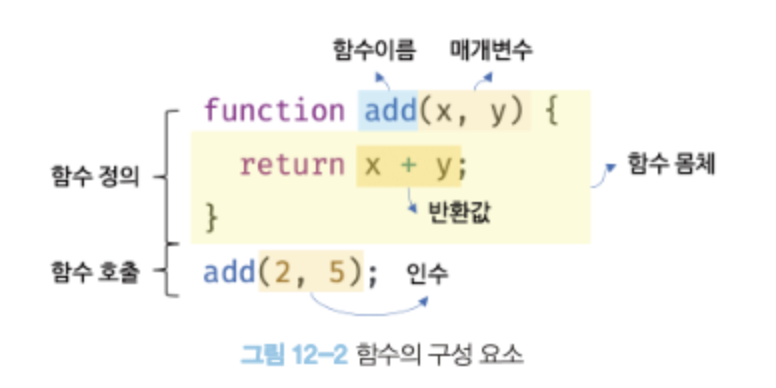 함수이름 매개변수
function add(x, y) {
함수 정의 return x + y; 함수 몸체
} 반환값
함수 호출 add(2, 5); 인수
그림 12-2 함수의 구성 요소